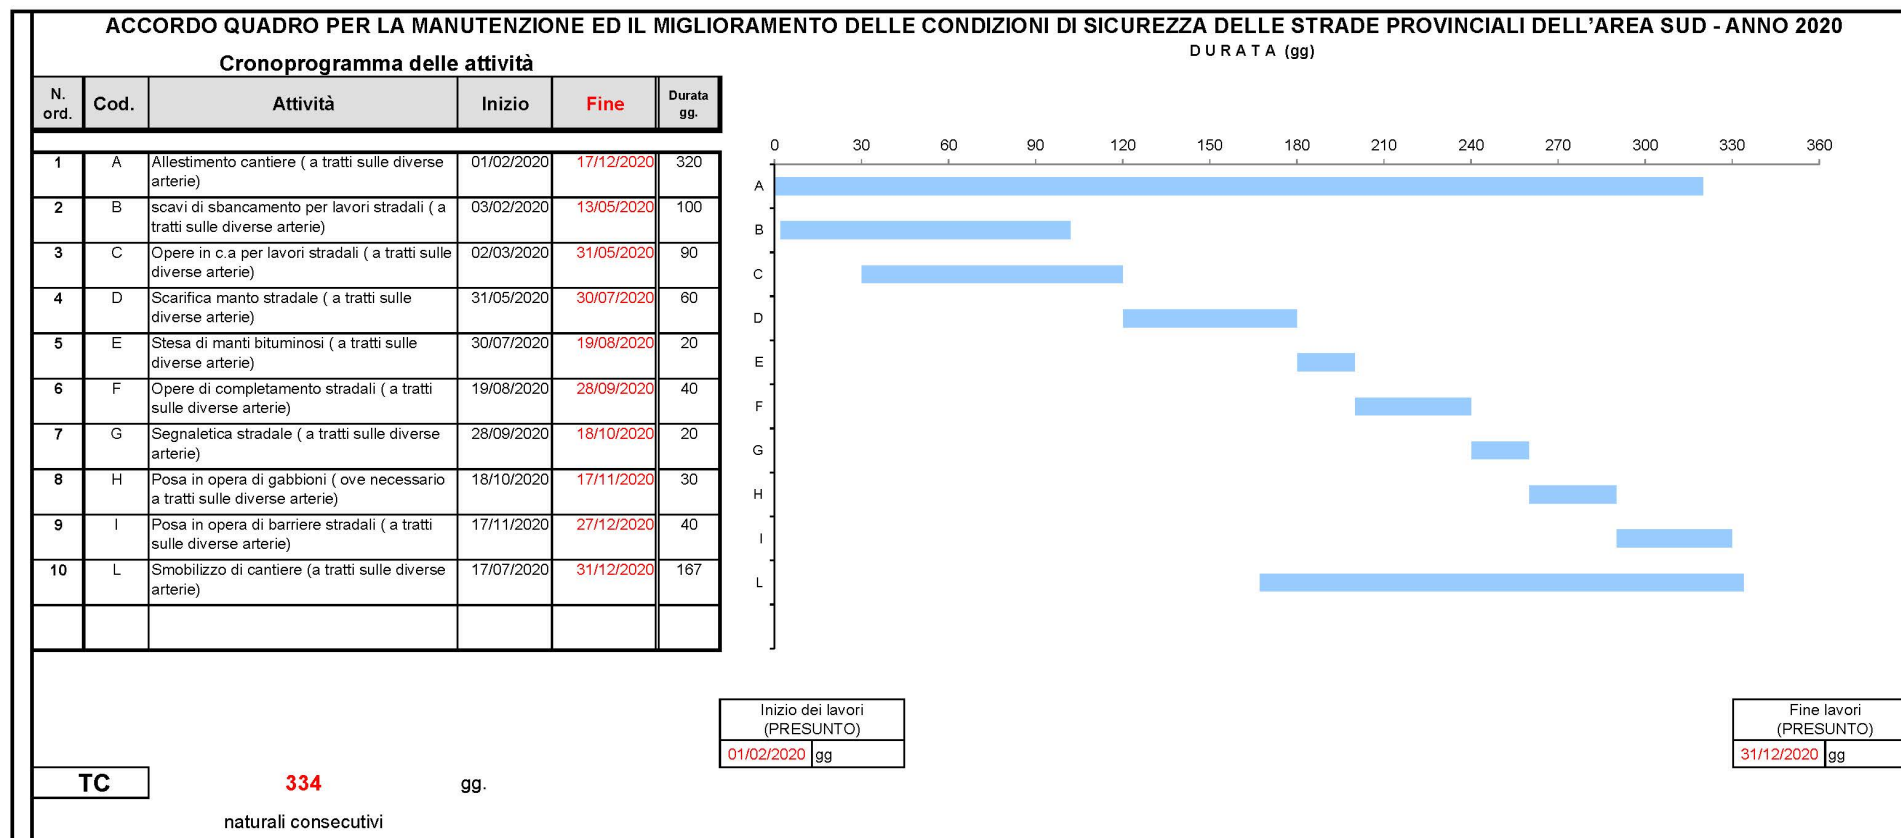 ACCORDO QUADRO PER LA MANUTENZIONE ED IL MIGLIORAMENTO DELLE CONDIZIONI DI SICUREZZA DELLE STRADE PROVINCIALI DELL'AREA SUD - ANNO 2020
DURATA (gg)
Cronoprogramma delle attività
N. ord. Cod. Attività Inizio Fine Durata gg.
1 A Allestimento cantiere ( a tratti sulle diverse 01/02/2020 17/12/2020 320
arterie)
2 B scavi di sbancamento per lavori stradali ( a 03/02/2020 13/05/2020 100
tratti sulle diverse arterie)
3 C Opere in c.a per lavori stradali ( a tratti sulle 02/03/2020 31/05/2020 90
diverse arterie)
4 D Scarifica manto stradale ( a tratti sulle 31/05/2020 30/07/2020 60
diverse arterie)
5 E Stesa di manti bituminosi ( a tratti sulle 30/07/2020 19/08/2020 20
diverse arterie)
6 F Opere di completamento stradali ( a tratti 19/08/2020 28/09/2020 40
sulle diverse arterie)
7 G Segnaletica stradale ( a tratti sulle diverse 28/09/2020 18/10/2020 20
arterie)
8 H Posa in opera di gabbioni ( ove necessario 18/10/2020 17/11/2020 30
a tratti sulle diverse arterie)
9 I Posa in opera di barriere stradali ( a tratti 17/11/2020 27/12/2020 40
sulle diverse arterie)
10 L Smobilizzo di cantiere (a tratti sulle diverse 17/07/2020 31/12/2020 167
arterie)
0 30 60 90 120 150 180 210 240 270 300 330 360
A
B
C
D
E
F
G
H
I
L
Inizio dei lavori
(PRESUNTO)
01/02/2020 gg
Fine lavori
(PRESUNTO)
31/12/2020 gg
TC 334 gg.
naturali consecutivi